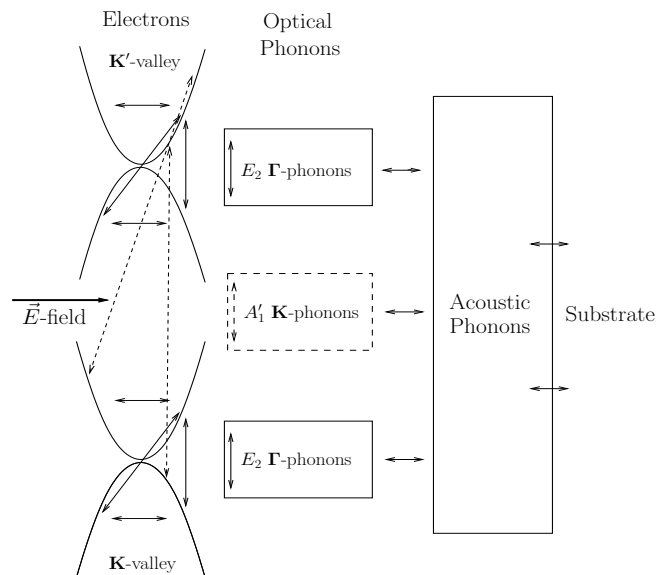 Electrons
Optical
Phonons
K′-valley
E₂ Γ-phonons
A′₁ K-phonons
E⃗-field
Acoustic
Phonons
Substrate
E₂ Γ-phonons
K-valley